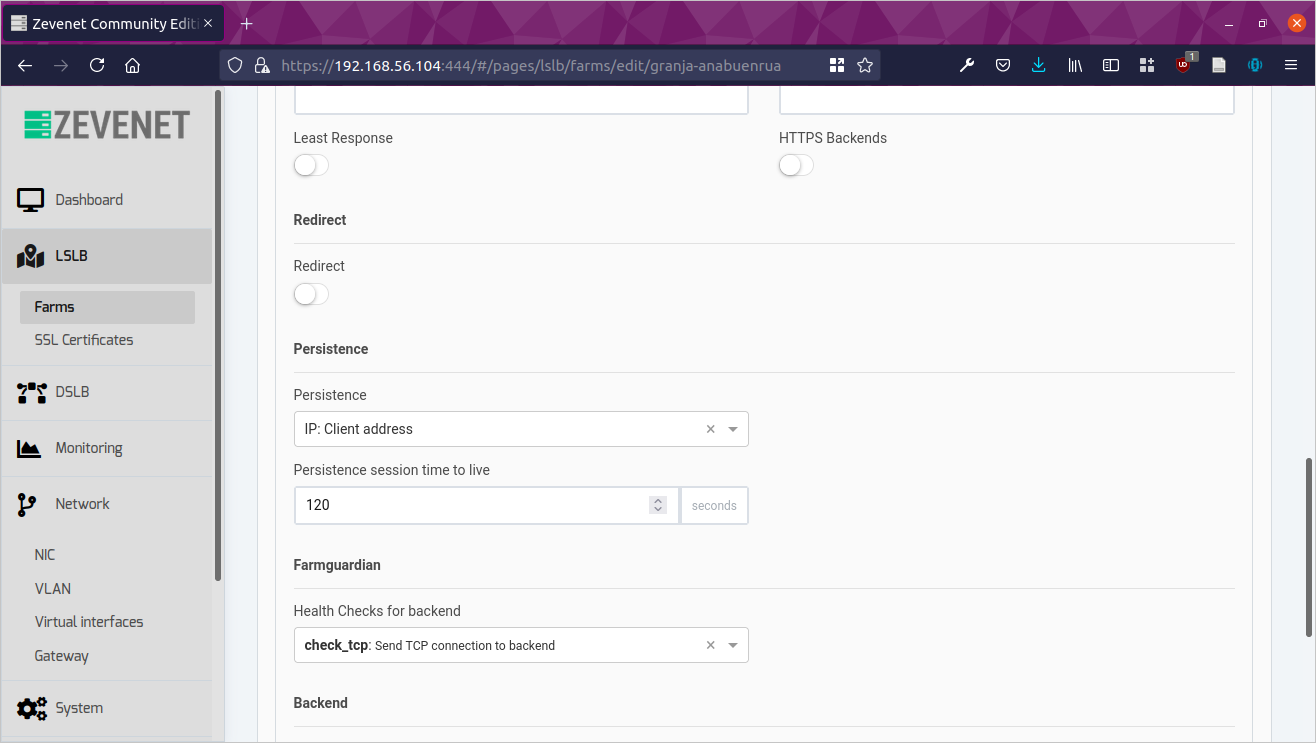 Zevenet Community Editi
https://192.168.56.104:444/#/pages/lslb/farms/edit/granja-anabuenrua
1
ZEVENET
Dashboard
LSLB
Farms
SSL Certificates
DSLB
Monitoring
Network
NIC
VLAN
Virtual interfaces
Gateway
System
Least Response
HTTPS Backends
Redirect
Redirect
Persistence
Persistence
IP: Client address
Persistence session time to live
120
seconds
Farmguardian
Health Checks for backend
check_tcp: Send TCP connection to backend
Backend